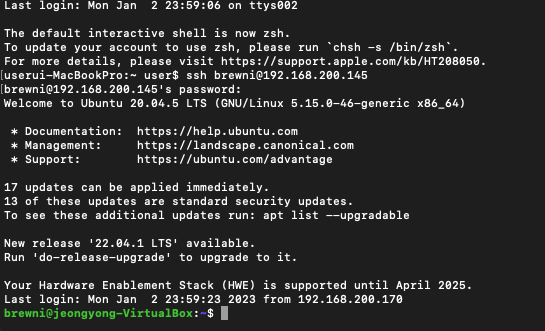 Last login: Mon Jan  2 23:59:06 on ttys002

The default interactive shell is now zsh.
To update your account to use zsh, please run `chsh -s /bin/zsh`.
For more details, please visit https://support.apple.com/kb/HT208050.
[userui-MacBookPro:~ user$ ssh brewni@192.168.200.145
[brewni@192.168.200.145's password:
Welcome to Ubuntu 20.04.5 LTS (GNU/Linux 5.15.0-46-generic x86_64)

 * Documentation:  https://help.ubuntu.com
 * Management:     https://landscape.canonical.com
 * Support:        https://ubuntu.com/advantage

17 updates can be applied immediately.
13 of these updates are standard security updates.
To see these additional updates run: apt list --upgradable

New release '22.04.1 LTS' available.
Run 'do-release-upgrade' to upgrade to it.

Your Hardware Enablement Stack (HWE) is supported until April 2025.
Last login: Mon Jan  2 23:59:23 2023 from 192.168.200.170
brewni@jeongyong-VirtualBox:~$